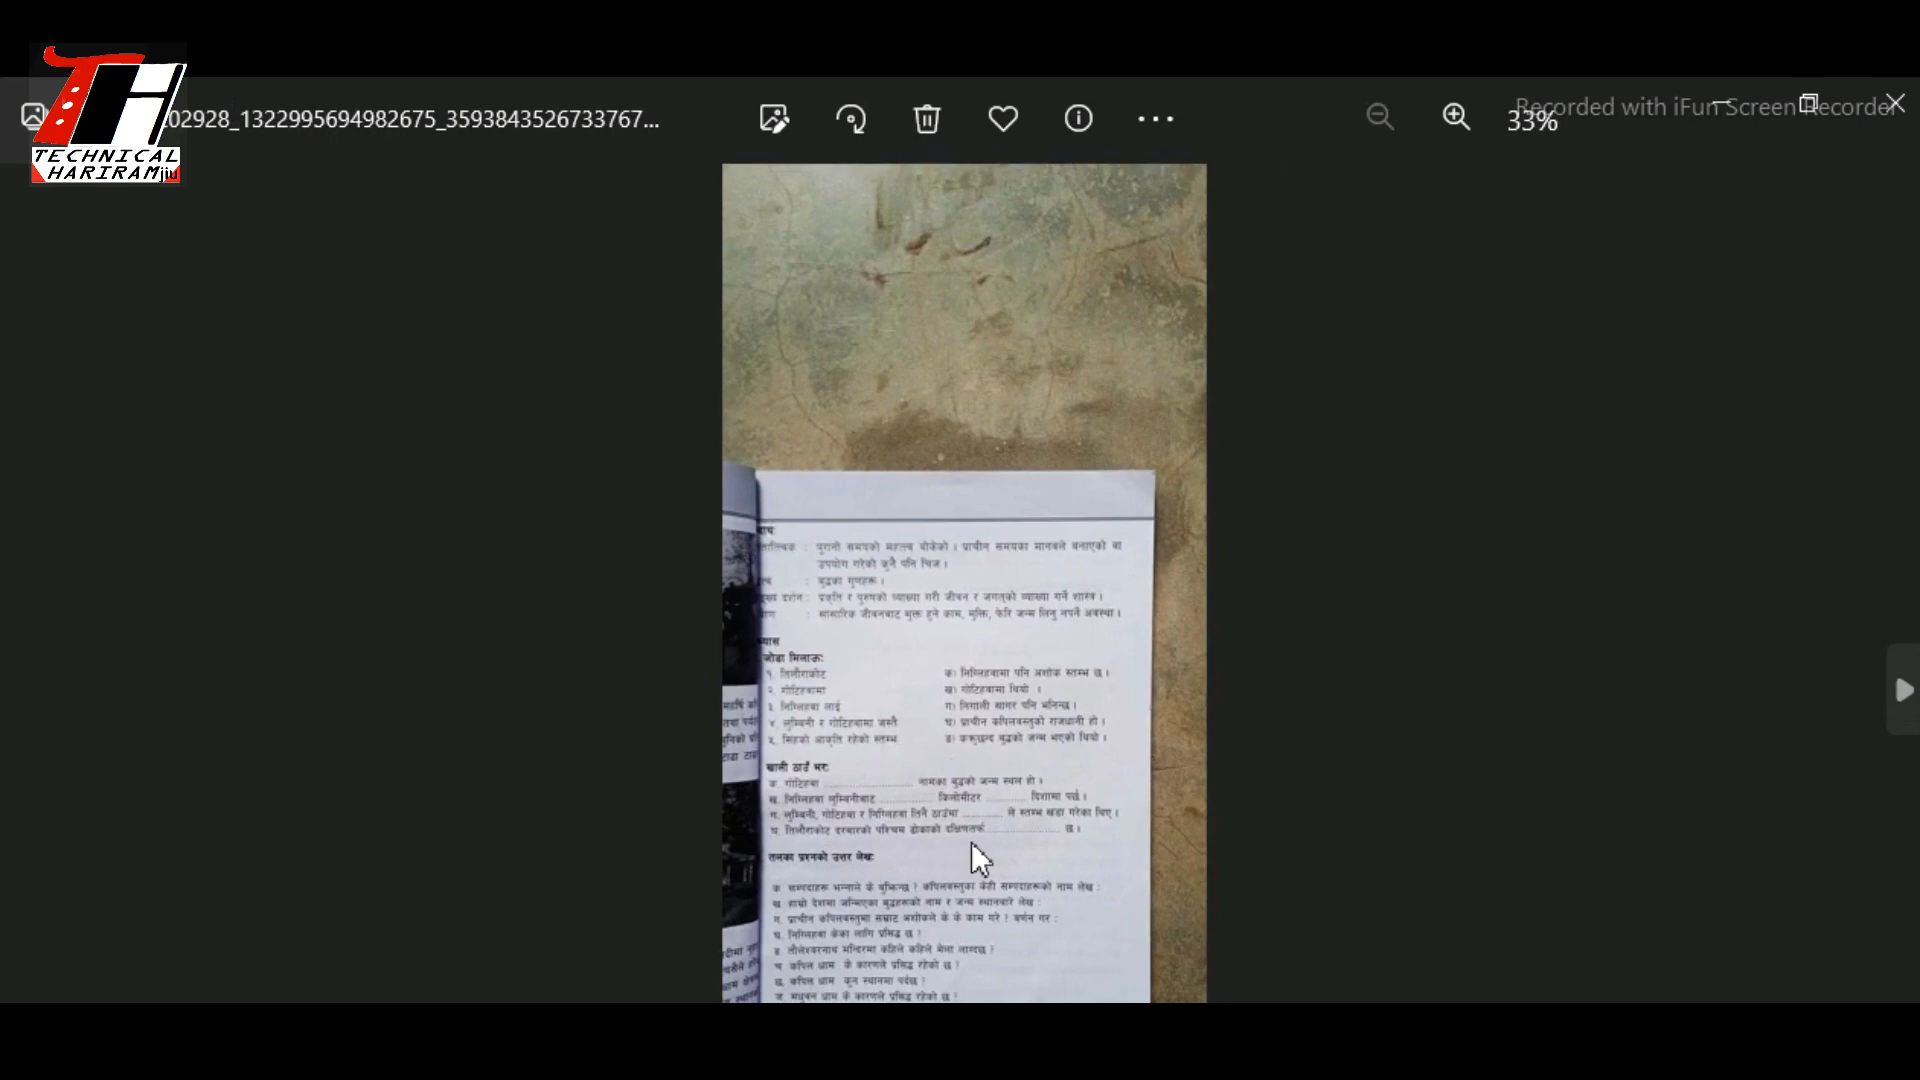 TECHNICAL
HARIRAMjiu
02928_1322995694982675_3593843526733767...
33%
Recorded with iFun Screen Recorder
पुरानो समयको महत्त्व बोकेको । प्राचीन समयका मानवले बनाएको वा
उपयोग गरेको कुनै पनि चिज ।
: बुद्धका गुणहरू ।
दर्शन : प्रकृति र पुरुषको व्याख्या गरी जीवन र जगत्‌को व्याख्या गर्ने शास्त्र ।
: सांसारिक जीवनबाट मुक्त हुने काम, मुक्ति, फेरि जन्म लिनु नपर्ने अवस्था ।
जोडा मिलाऊः
१. तिलौराकोट क) निग्लिहवामा पनि अशोक स्तम्भ छ ।
२. गोटिहवामा ख) गोटिहवामा थियो ।
३. निग्लिहवा लाई ग) निगाली सागर पनि भनिन्छ ।
४. लुम्बिनी र गोटिहवामा जस्तै घ) प्राचीन कपिलवस्तुको राजधानी हो ।
५. सिंहको आकृति रहेको स्तम्भ ङ) बुद्धको जन्म भएको थियो ।
खाली ठाउँ भरः
क. गोटिहवा .................... नामका बुद्धको जन्म स्थल हो ।
ख. निग्लिहवा लुम्बिनीबाट ............ किलोमीटर .......... दिशामा पर्छ ।
ग. लुम्बिनी, गोटिहवा र निग्लिहवा तिनै ठाउँमा .......... ले स्तम्भ खडा गरेका थिए ।
घ. तिलौराकोट दरबारको पश्चिम ढोकाको दक्षिणतर्फ .................. छ ।
तलका प्रश्नको उत्तर लेखः
क. सम्पदाहरू भन्नाले के बुझिन्छ ? कपिलवस्तुका केही सम्पदाहरूको नाम लेख :
ख. हाम्रो देशमा जन्मिएका बुद्धहरूको नाम र जन्म स्थानबारे लेख :
ग. प्राचीन कपिलवस्तुमा सम्राट अशोकले के के काम गरे ? वर्णन गर :
घ. निग्लिहवा केका लागि प्रसिद्ध छ ?
ङ. तौलेश्वरनाथ मन्दिरमा कहिले कहिले मेला लाग्दछ ?
च. कपिल धाम के कारणले प्रसिद्ध रहेको छ ?
छ. कपिल धाम कुन स्थानमा पर्दछ ?
ज. मधुवन धाम के कारणले प्रसिद्ध रहेको छ ?